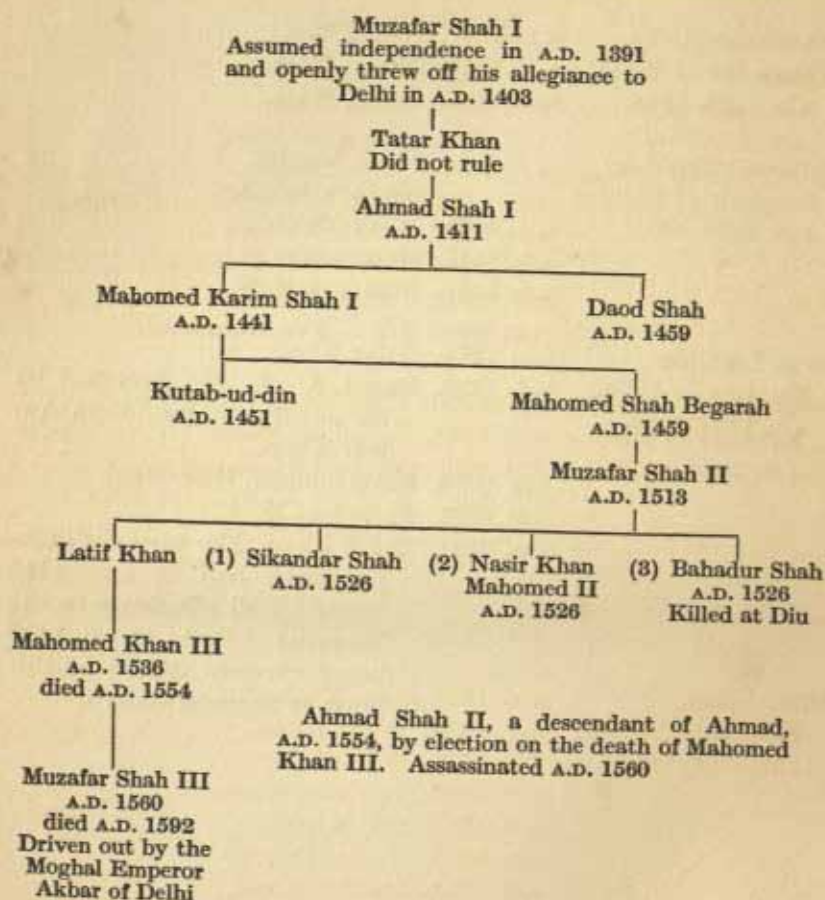 Muzafar Shah I
Assumed independence in A.D. 1391
and openly threw off his allegiance to
Delhi in A.D. 1403
Tatar Khan
Did not rule
Ahmad Shah I
A.D. 1411
Mahomed Karim Shah I
A.D. 1441
Daod Shah
A.D. 1459
Kutab-ud-din
A.D. 1451
Mahomed Shah Begarah
A.D. 1459
Muzafar Shah II
A.D. 1513
Latif Khan
(1) Sikandar Shah
A.D. 1526
(2) Nasir Khan
Mahomed II
A.D. 1526
(3) Bahadur Shah
A.D. 1526
Killed at Diu
Mahomed Khan III
A.D. 1536
died A.D. 1554
Ahmad Shah II, a descendant of Ahmad,
A.D. 1554, by election on the death of Mahomed
Khan III. Assassinated A.D. 1560
Muzafar Shah III
A.D. 1560
died A.D. 1592
Driven out by the
Moghal Emperor
Akbar of Delhi